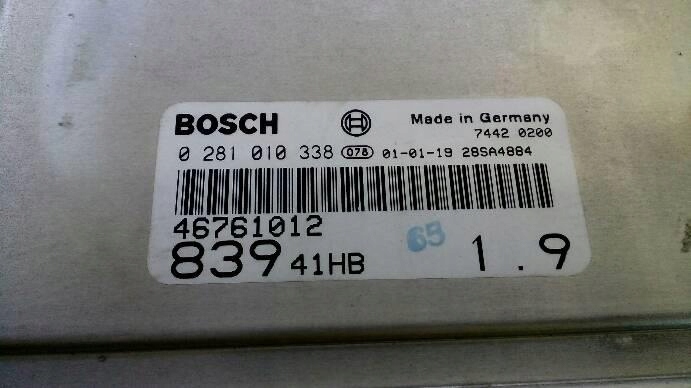 BOSCH Made in Germany
7442 0200
0 281 010 338 078 01-01-19 28SA4884
46761012
65
839 41HB 1.9